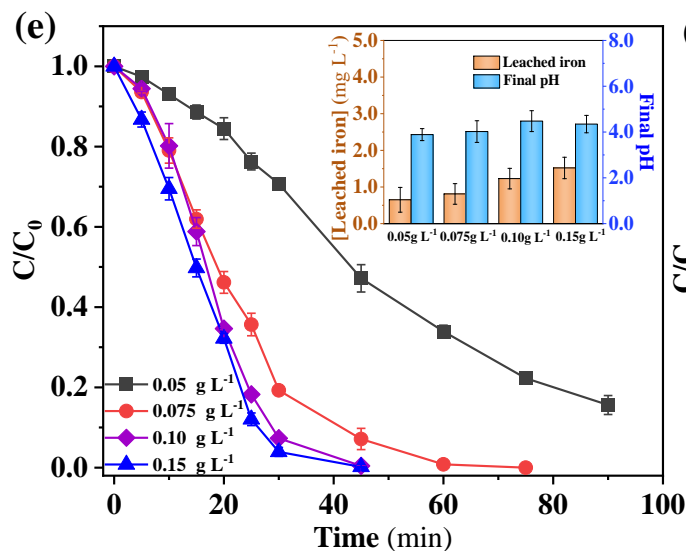 (e)
(
5.0
4.0
3.0
2.0
1.0
0.0
[Leached iron] (mg L⁻¹)
Leached iron
Final pH
8.0
6.0
4.0
2.0
0.0
Final pH
0.05g L⁻¹ 0.075g L⁻¹ 0.10g L⁻¹ 0.15g L⁻¹
1.0
0.8
0.6
0.4
0.2
0.0
C/C₀
0.05 g L⁻¹
0.075 g L⁻¹
0.10 g L⁻¹
0.15 g L⁻¹
0 20 40 60 80 100
Time (min)
C/C